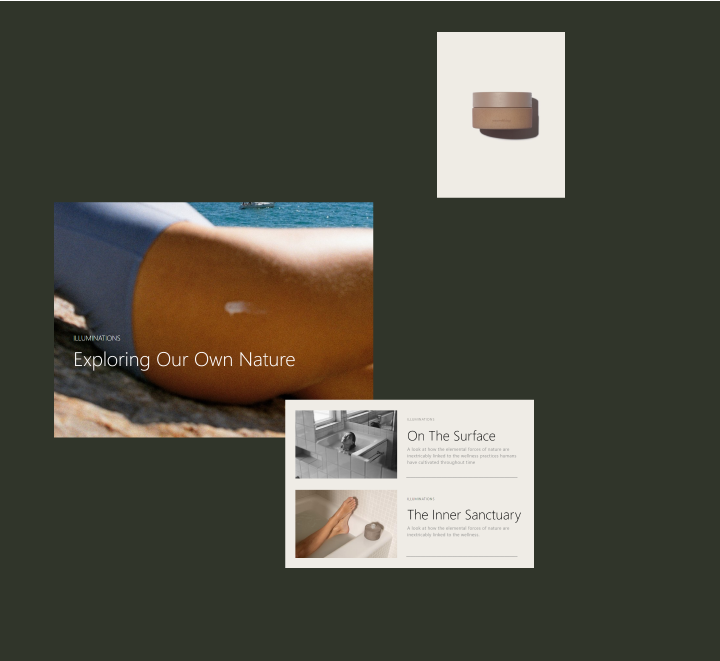 ILLUMINATIONS
Exploring Our Own Nature
ILLUMINATIONS
On The Surface
A look at how the elemental forces of nature are
inextricably linked to the wellness practices humans
have cultivated throughout time.
ILLUMINATIONS
The Inner Sanctuary
A look at how the elemental forces of nature are
inextricably linked to the wellness.